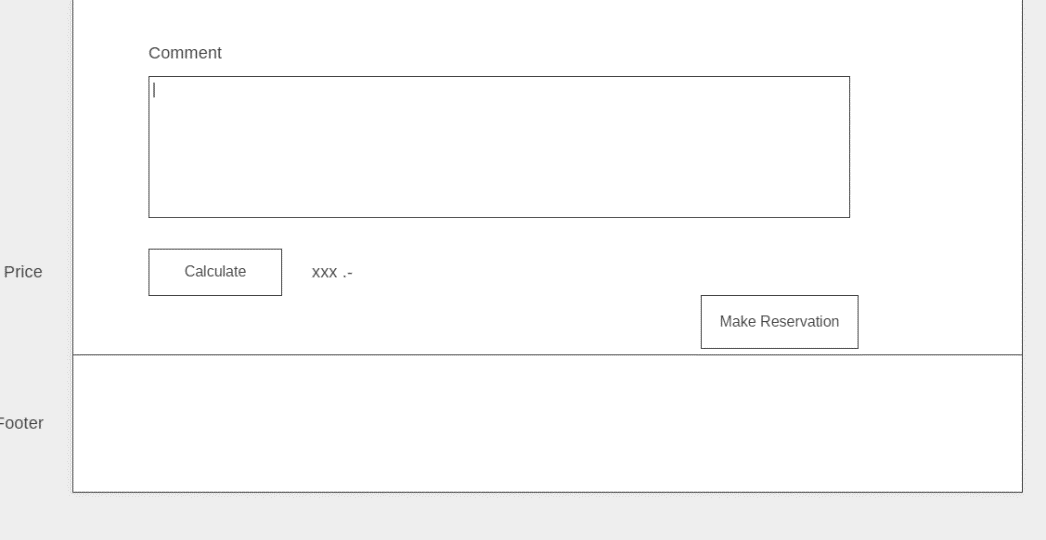 Comment
Price
Calculate
xxx .-
Make Reservation
Footer